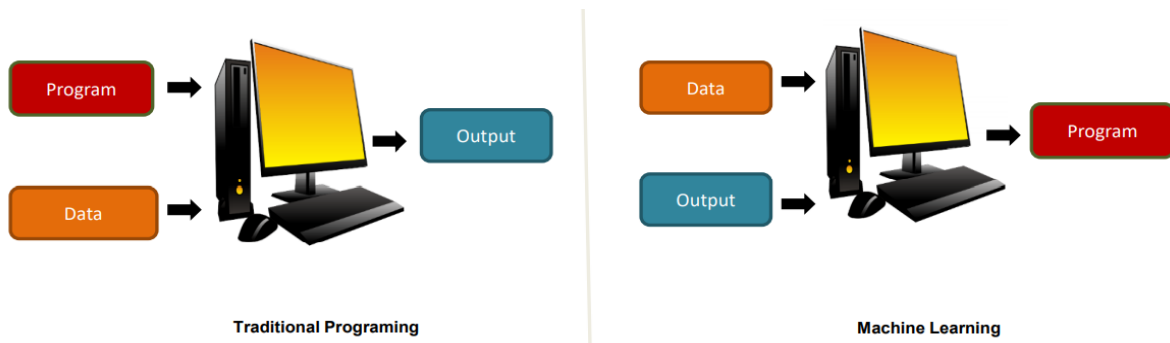 Program
Data
Output
Traditional Programing
Data
Output
Program
Machine Learning